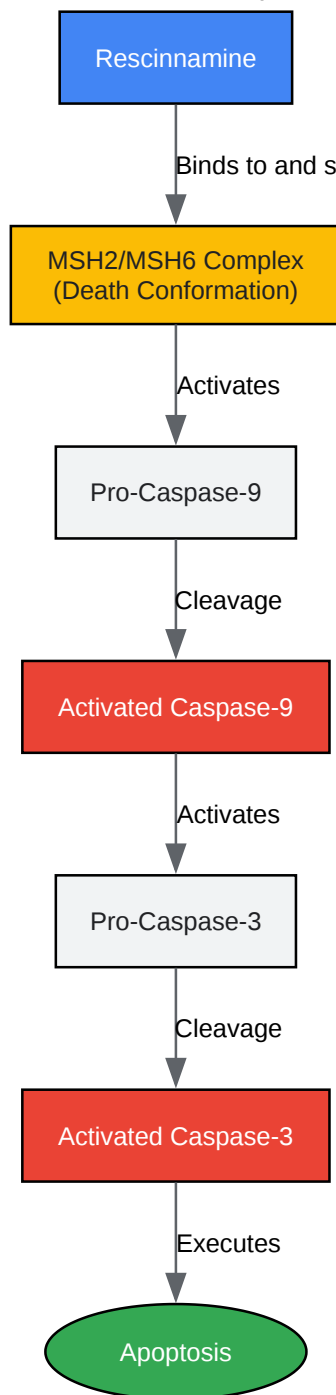 Rescinnamine
Binds to and s
MSH2/MSH6 Complex
(Death Conformation)
Activates
Pro-Caspase-9
Cleavage
Activated Caspase-9
Activates
Pro-Caspase-3
Cleavage
Activated Caspase-3
Executes
Apoptosis